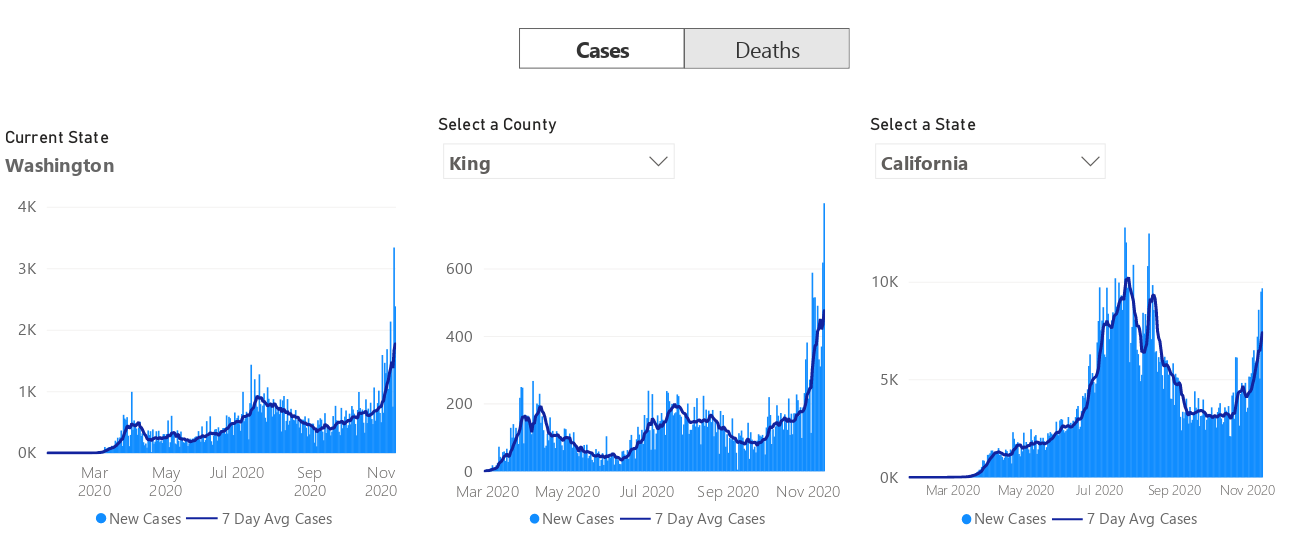 Cases
Deaths
Current State
Washington
4K
3K
2K
1K
0K
Mar 2020
May 2020
Jul 2020
Sep 2020
Nov 2020
New Cases
7 Day Avg Cases
Select a County
King
600
400
200
0
Mar 2020
May 2020
Jul 2020
Sep 2020
Nov 2020
New Cases
7 Day Avg Cases
Select a State
California
10K
5K
0K
Mar 2020
May 2020
Jul 2020
Sep 2020
Nov 2020
New Cases
7 Day Avg Cases